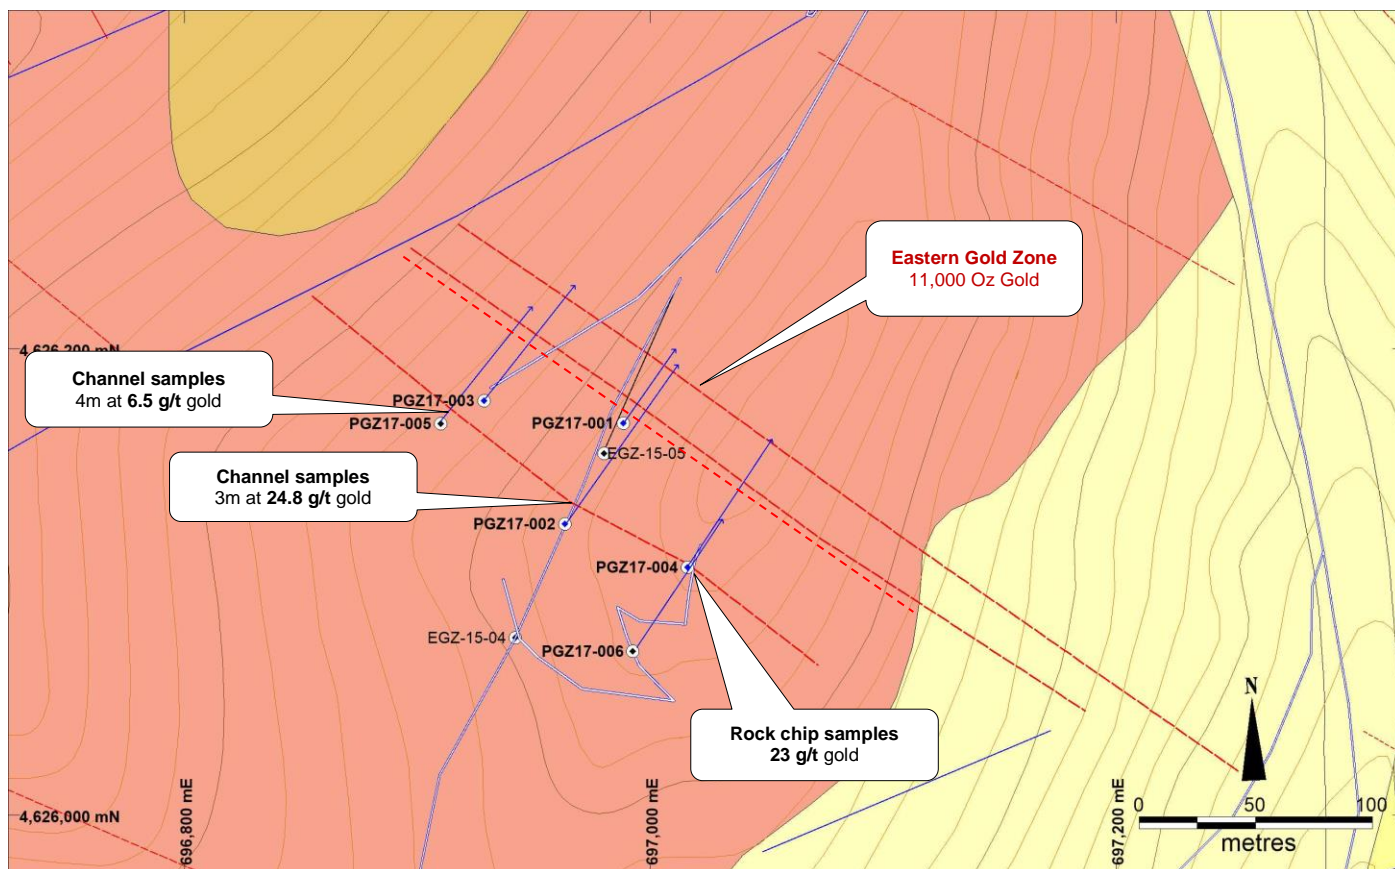 Eastern Gold Zone
11,000 Oz Gold
4,626,200 mN
Channel samples
4m at 6.5 g/t gold
PGZ17-003
PGZ17-005
PGZ17-001
EGZ-15-05
Channel samples
3m at 24.8 g/t gold
PGZ17-002
PGZ17-004
EGZ-15-04
PGZ17-006
Rock chip samples
23 g/t gold
N
696,800 mE
697,000 mE
697,200 mE
4,626,000 mN
0 50 100
metres